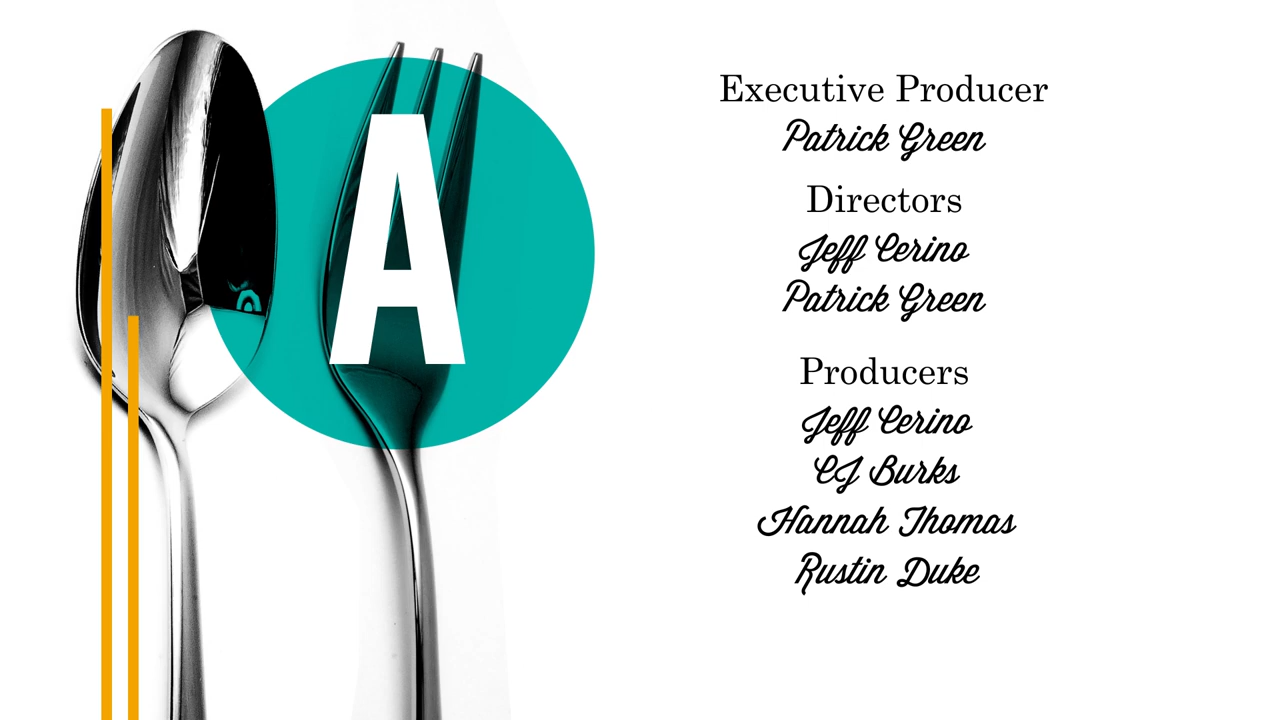 A
Executive Producer
Patrick Green
Directors
Jeff Cerino
Patrick Green
Producers
Jeff Cerino
CJ Burks
Hannah Thomas
Rustin Duke